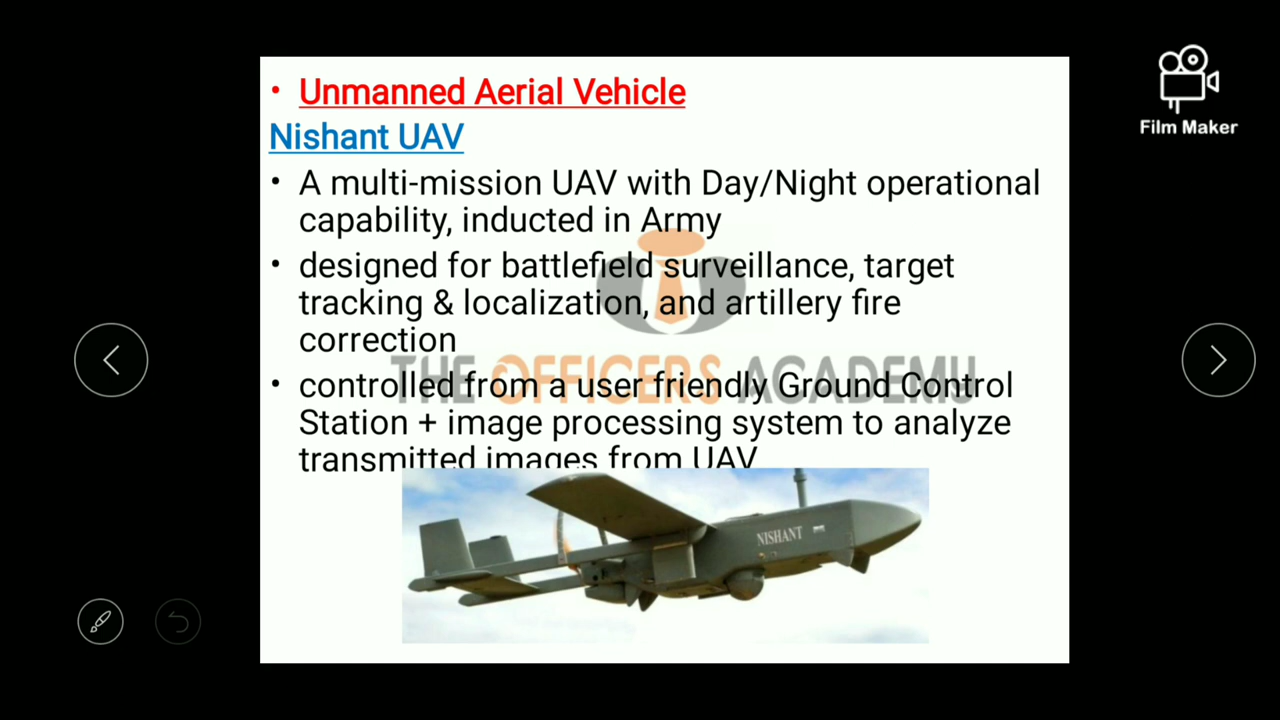 Film Maker
• Unmanned Aerial Vehicle
Nishant UAV
• A multi-mission UAV with Day/Night operational
capability, inducted in Army
• designed for battlefield surveillance, target
tracking & localization, and artillery fire
correction
THE OFFICERS ACADEMY
• controlled from a user friendly Ground Control
Station + image processing system to analyze
transmitted images from UAV
NISHANT